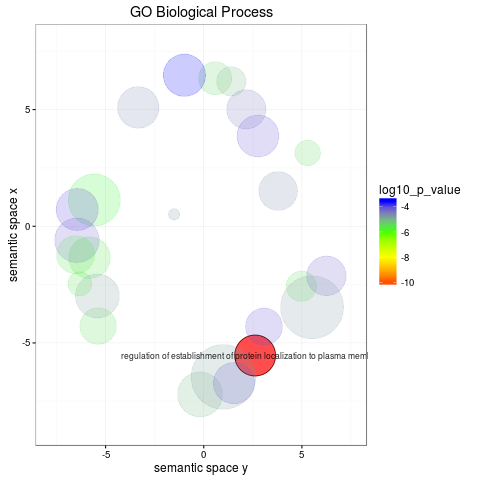 GO Biological Process
semantic space x
5
0
-5
regulation of establishment of protein localization to plasma meml
-5
0
5
semantic space y
log10_p_value
-4
-6
-8
-10